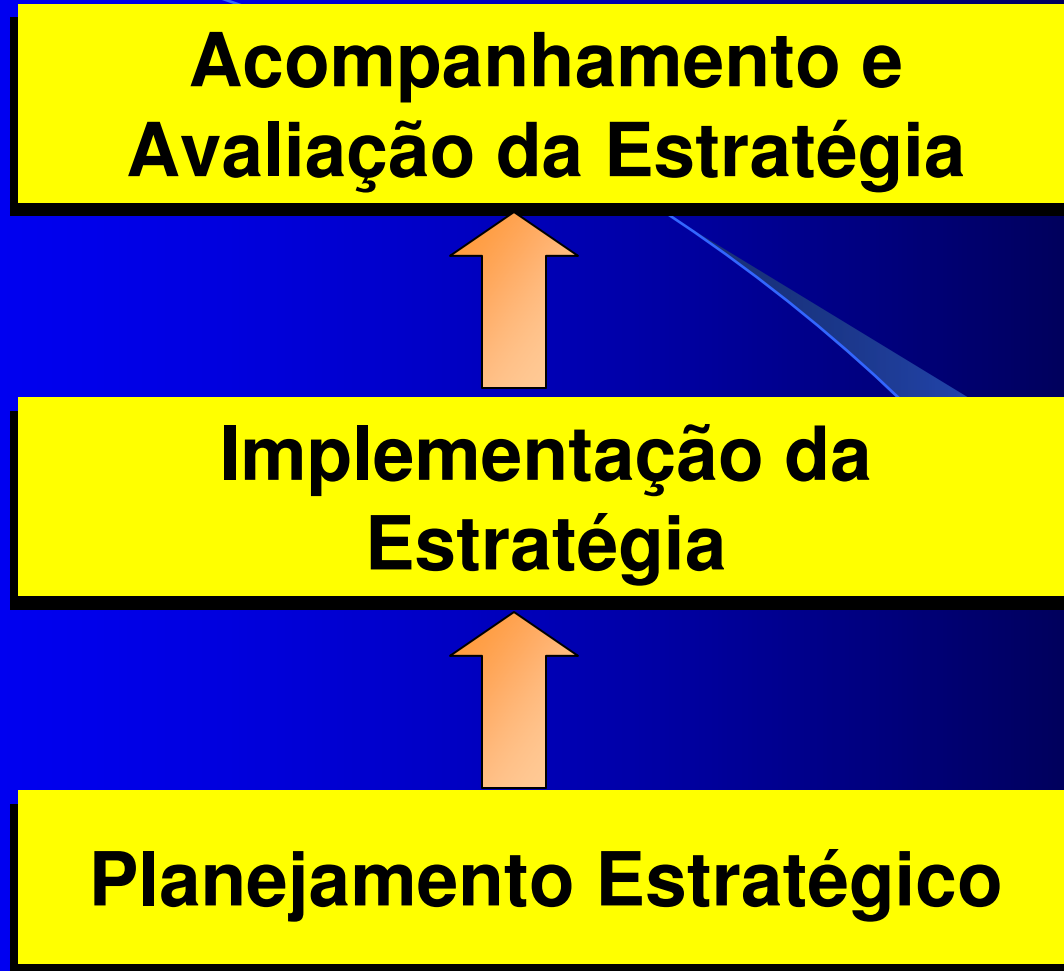 Acompanhamento e
Avaliação da Estratégia
Implementação da
Estratégia
Planejamento Estratégico